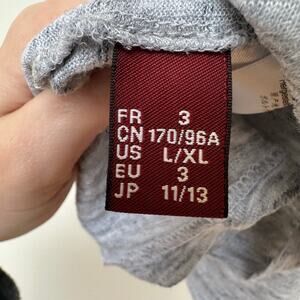 FR 3
CN 170/96A
US L/XL
EU 3
JP 11/13